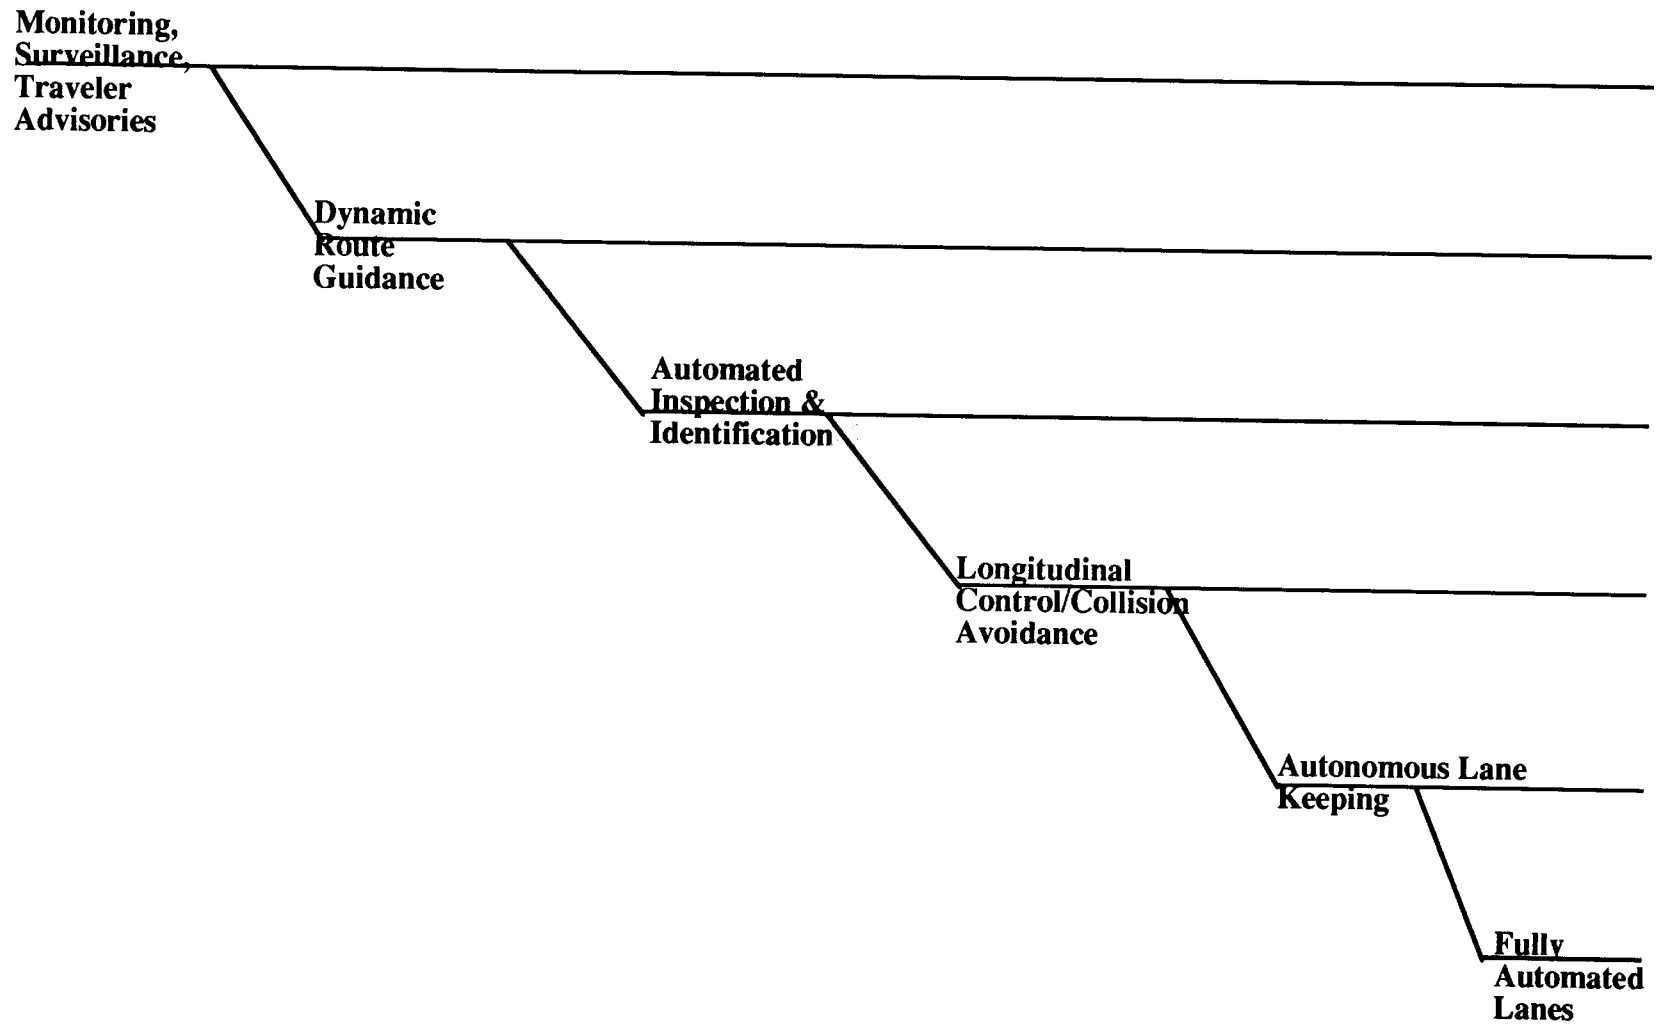 Monitoring,
Surveillance,
Traveler
Advisories
Dynamic
Route
Guidance
Automated
Inspection &
Identification
Longitudinal
Control/Collision
Avoidance
Autonomous Lane
Keeping
Fully
Automated
Lanes